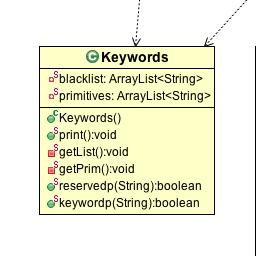 Keywords
blacklist: ArrayList<String>
primitives: ArrayList<String>
Keywords()
print():void
getList():void
getPrim():void
reservedp(String):boolean
keywordp(String):boolean